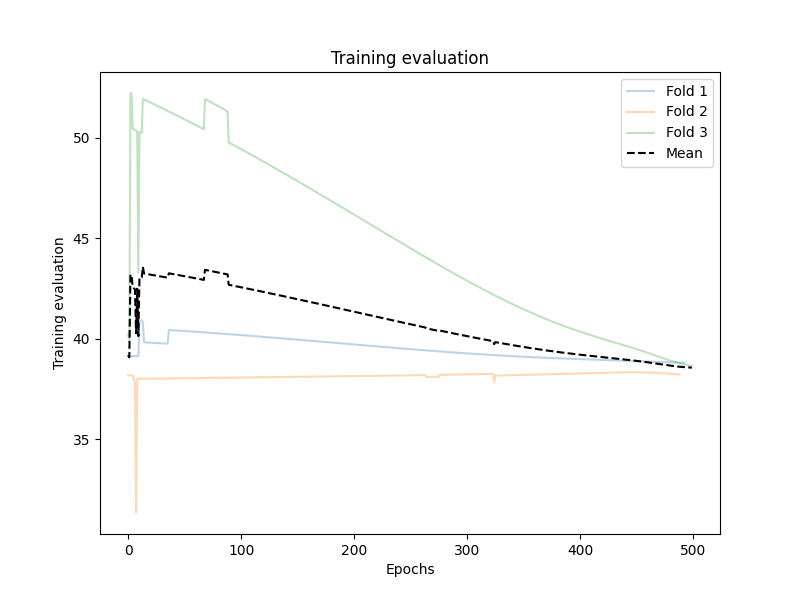 Training evaluation
Fold 1
Fold 2
Fold 3
Mean
Training evaluation
50
45
40
35
0 100 200 300 400 500
Epochs